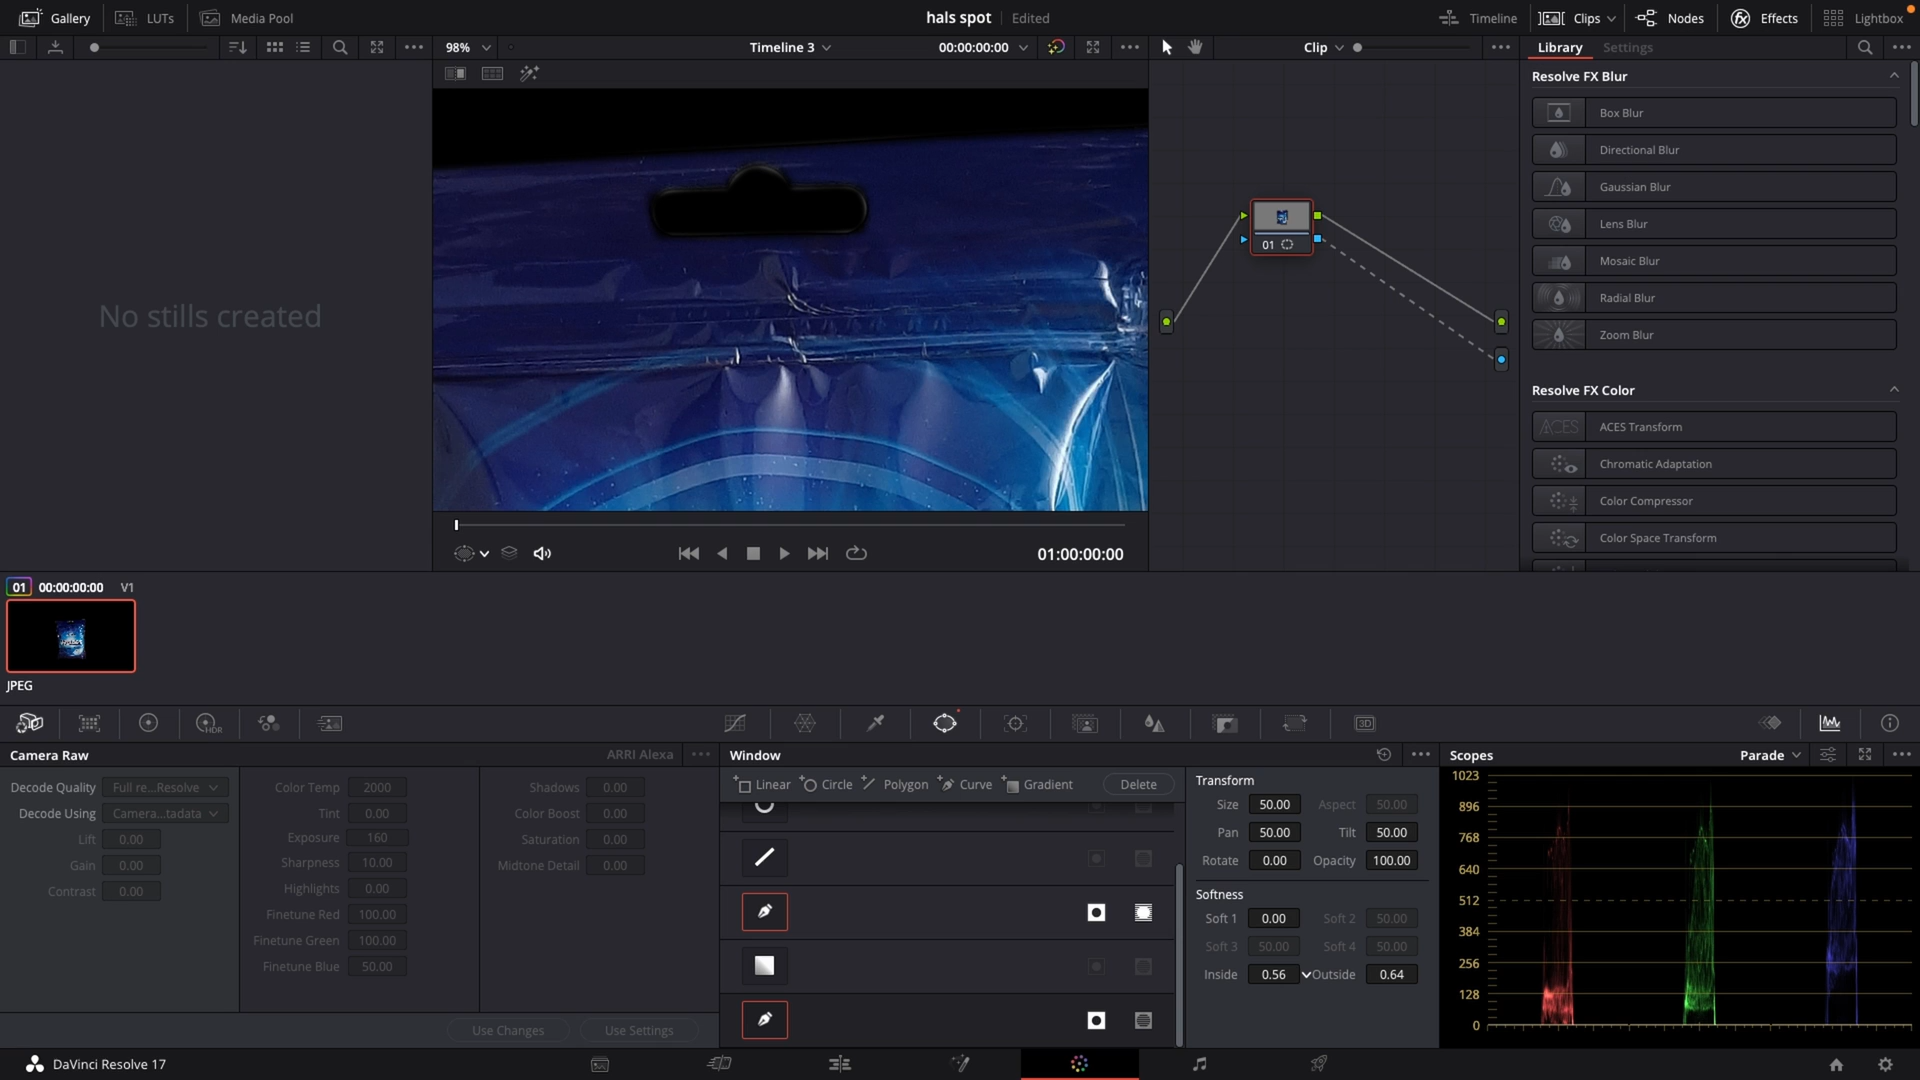 Gallery
LUTs
Media Pool
hals spot
Edited
Timeline
Clips
Nodes
Effects
Lightbox
98%
Timeline 3
00:00:00:00
Clip
Library
Settings
Resolve FX Blur
Box Blur
Directional Blur
Gaussian Blur
Lens Blur
Mosaic Blur
Radial Blur
Zoom Blur
Resolve FX Color
ACES
ACES Transform
Chromatic Adaptation
Color Compressor
Color Space Transform
No stills created
01
01:00:00:00
01 00:00:00:00 V1
JPEG
HDR
3D
Camera Raw
ARRI Alexa
Decode Quality Full re...Resolve
Decode Using Camera...tadata
Lift 0.00
Gain 0.00
Contrast 0.00
Color Temp 2000
Tint 0.00
Exposure 160
Sharpness 10.00
Highlights 0.00
Finetune Red 100.00
Finetune Green 100.00
Finetune Blue 50.00
Shadows 0.00
Color Boost 0.00
Saturation 0.00
Midtone Detail 0.00
Use Changes
Use Settings
Window
Linear
Circle
Polygon
Curve
Gradient
Delete
Transform
Size 50.00 Aspect 50.00
Pan 50.00 Tilt 50.00
Rotate 0.00 Opacity 100.00
Softness
Soft 1 0.00 Soft 2 50.00
Soft 3 50.00 Soft 4 50.00
Inside 0.56 Outside 0.64
Scopes
Parade
1023
896
768
640
512
384
256
128
0
DaVinci Resolve 17